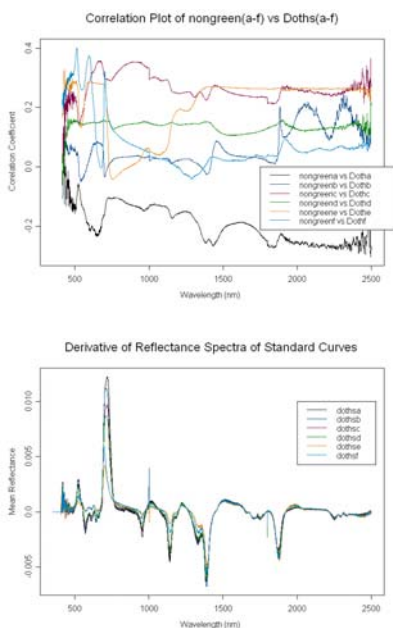 Correlation Plot of nongreen(a-f) vs Doths(a-f)
Corelation Coefficient
0.4
0.2
0.0
-0.2
nongreena vs Dotha
nongreenb vs Dothb
nongreenc vs Dothc
nongreend vs Dothd
nongreene vs Dothe
nongreenf vs Dothf
500
1000
1500
2000
2500
Wavelength (nm)
Derivative of Reflectance Spectra of Standard Curves
Mean Reflectance
0.010
0.005
0.000
-0.005
dothsa
dothsb
dothsc
dothsd
dothse
dothsf
500
1000
1500
2000
2500
Wavelength (nm)